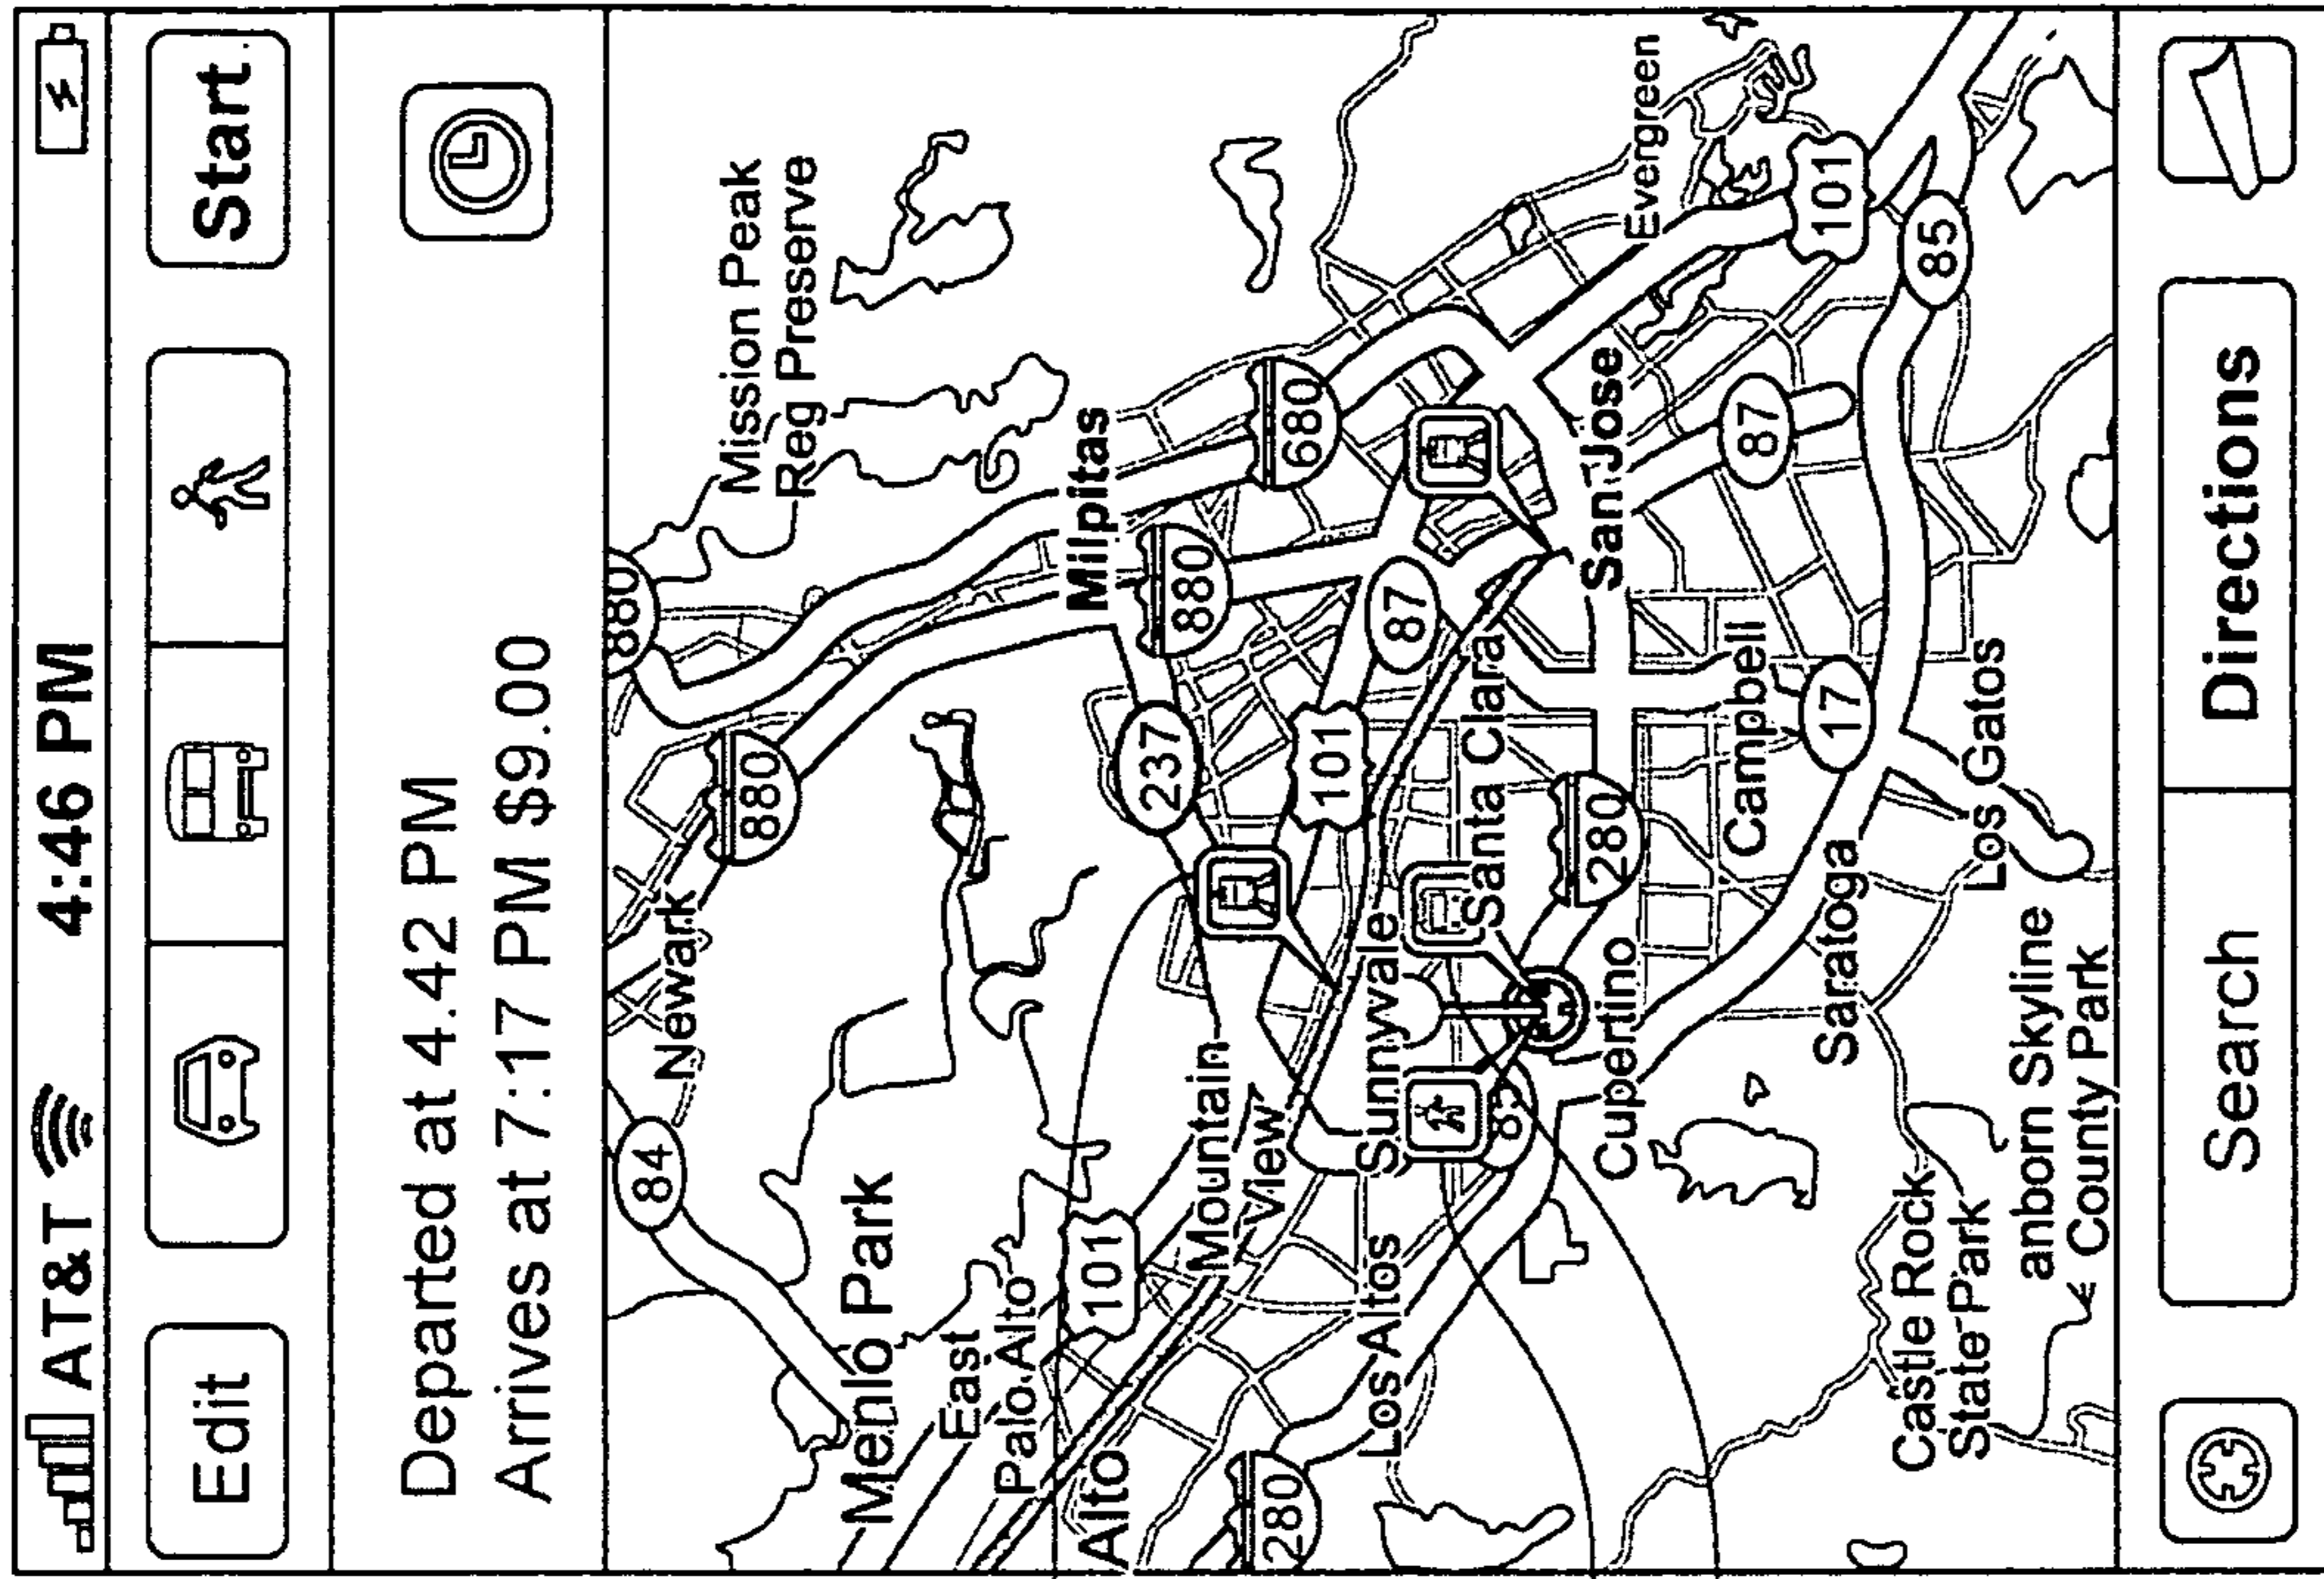 AT&T 4:46 PM
Edit Start
Departed at 4.42 PM
Arrives at 7:17 PM $9.00
880
84
Newark
880
Mission Peak
Reg Preserve
Menlo Park
East
Palo Alto
101
Milpitas
237
880
Alto
Mountain
View
101
680
280
87
Los Altos
Sunnyvale
Santa Clara
280
San Jose
Cupertino
Evergreen
Campbell
87
Saratoga
17
101
85
Castle Rock
State Park
Los Gatos
anborn Skyline
County Park
Search Directions